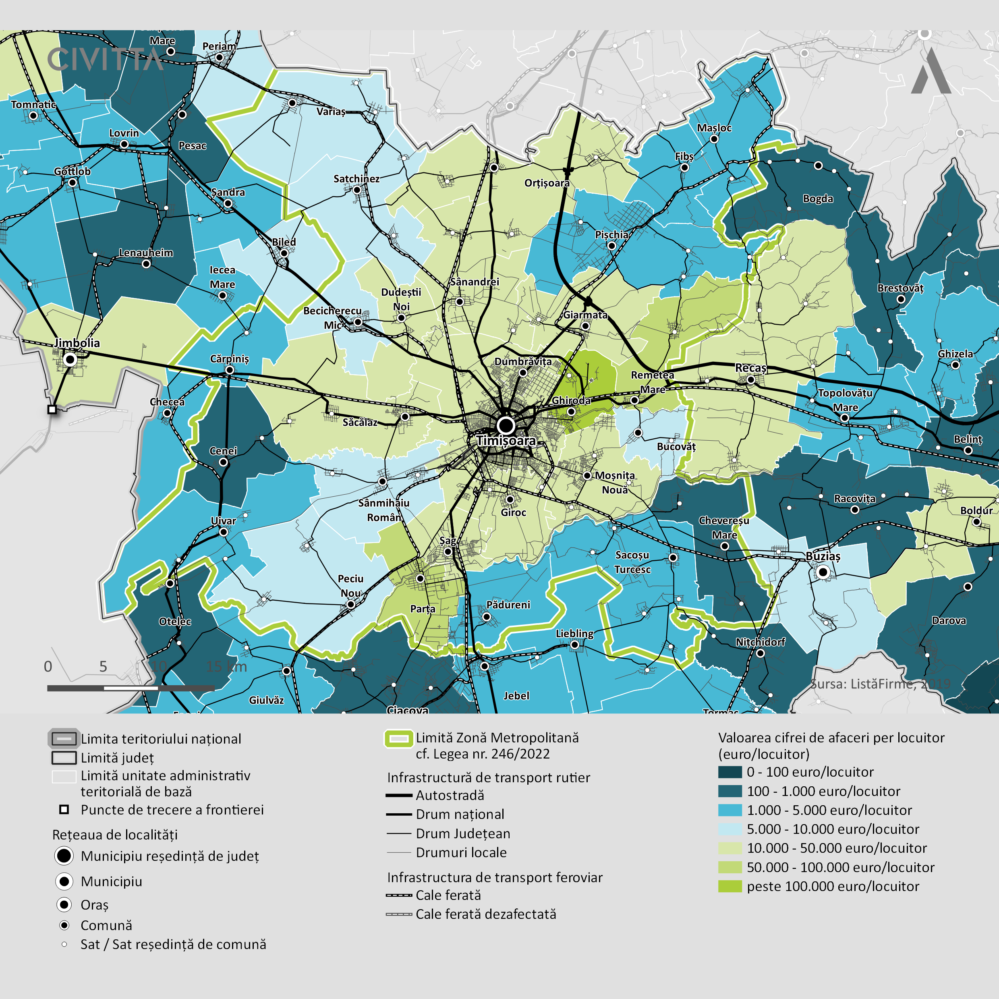 Mare
Periam
CIVITTA
Tomnatic
Variaș
Lovrin
Mașloc
Pesac
Fibș
Gottlob
Satchinez
Orțișoara
Șandra
Bogda
Biled
Pișchia
Lenauheim
Iecea
Mare
Sânandrei
Dudeștii
Noi
Brestovăț
Becicherecu
Mic
Giarmata
Jimbolia
Cărpiniș
Dumbrăvița
Ghizela
Remetea
Mare
Recaș
Checea
Ghiroda
Topolovățu
Mare
Săcălaz
Timișoara
Bucovăț
Belinț
Cenei
Moșnița
Nouă
Sânmihaiu
Român
Giroc
Racovița
Boldur
Uivar
Chevereșu
Mare
Șag
Sacoșu
Turcesc
Buziaș
Peciu
Nou
Parța
Pădureni
Otelec
Darova
Liebling
Nițchidorf
0 5 10 15 km
Sursa: ListăFirme, 2019
Giulvăz
Jebel
Ciacova
Tormac
Limita teritoriului național
Limită județ
Limită unitate administrativ
teritorială de bază
Puncte de trecere a frontierei
Rețeaua de localități
Municipiu reședință de județ
Municipiu
Oraș
Comună
Sat / Sat reședință de comună
Limită Zonă Metropolitană
cf. Legea nr. 246/2022
Infrastructură de transport rutier
Autostradă
Drum național
Drum Județean
Drumuri locale
Infrastructura de transport feroviar
Cale ferată
Cale ferată dezafectată
Valoarea cifrei de afaceri per locuitor
(euro/locuitor)
0 - 100 euro/locuitor
100 - 1.000 euro/locuitor
1.000 - 5.000 euro/locuitor
5.000 - 10.000 euro/locuitor
10.000 - 50.000 euro/locuitor
50.000 - 100.000 euro/locuitor
peste 100.000 euro/locuitor